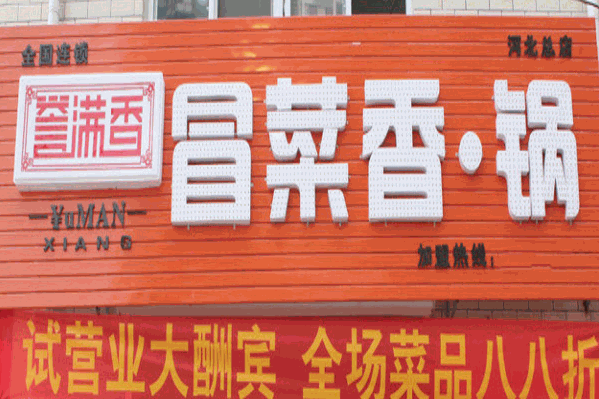 全国连锁
河北总店
誉满香
冒菜香·锅
YuMAN
XIANG
加盟热线：
试营业大酬宾 全场菜品八八折